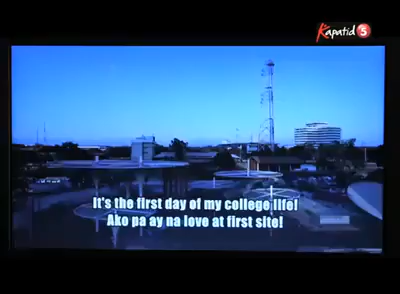 Kapatid 5
It's the first day of my college life!
Ako pa ay na love at first site!